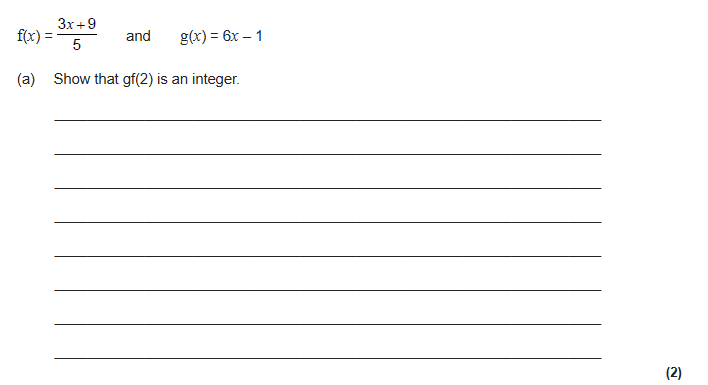 f(x) = (3x + 9)/5 and g(x) = 6x – 1
(a) Show that gf(2) is an integer.
(2)